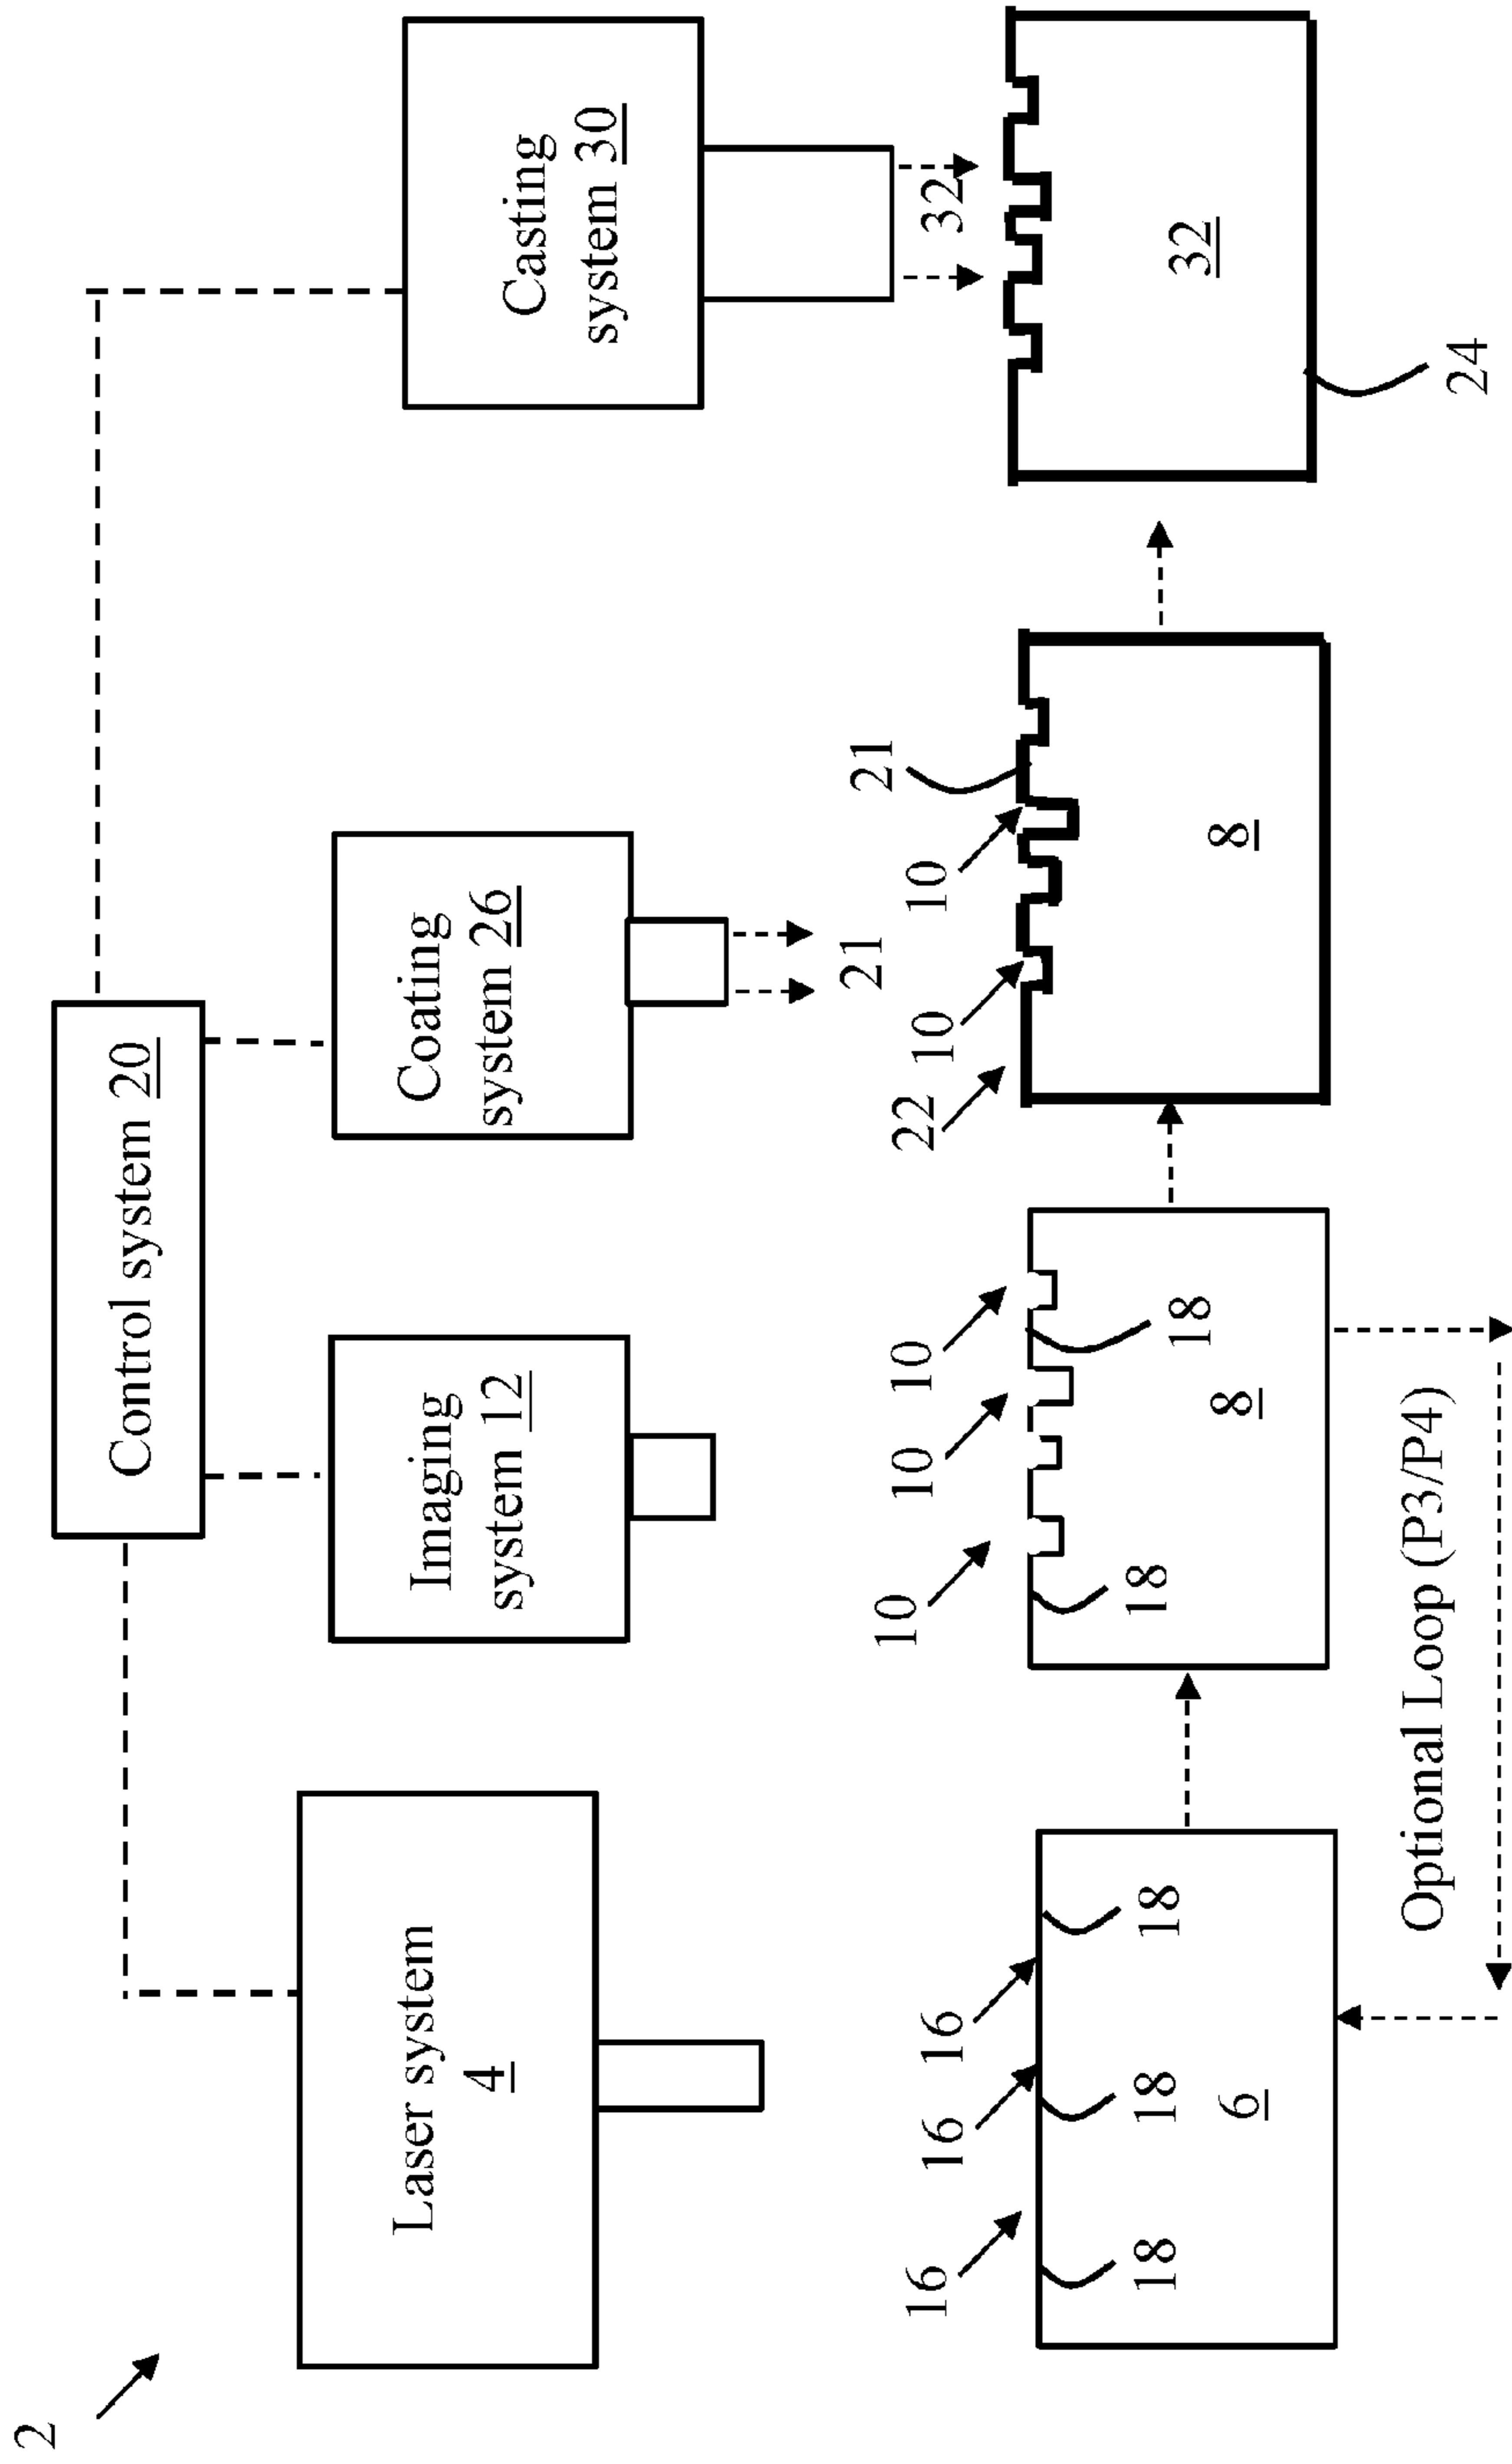 2
Control system 20
Laser system
4
Imaging
system 12
Coating
system 26
Casting
system 30
21
32
16
16
16
18
18
18
6
10
10
10
18
18
8
22
10
10
21
8
32
24
Optional Loop (P3/P4)